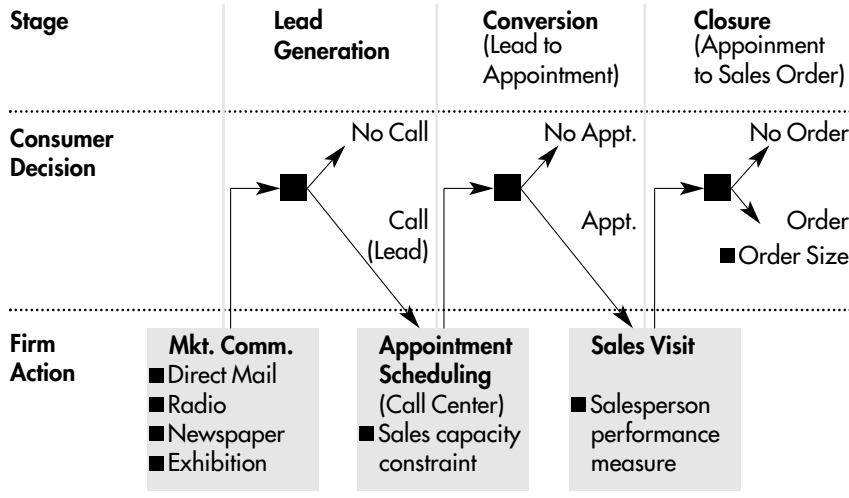 Stage
Lead
Generation
Conversion
(Lead to
Appointment)
Closure
(Appoinment
to Sales Order)
Consumer
Decision
No Call
Call
(Lead)
No Appt.
Appt.
No Order
Order
Order Size
Firm
Action
Mkt. Comm.
Direct Mail
Radio
Newspaper
Exhibition
Appointment
Scheduling
(Call Center)
Sales capacity
constraint
Sales Visit
Salesperson
performance
measure